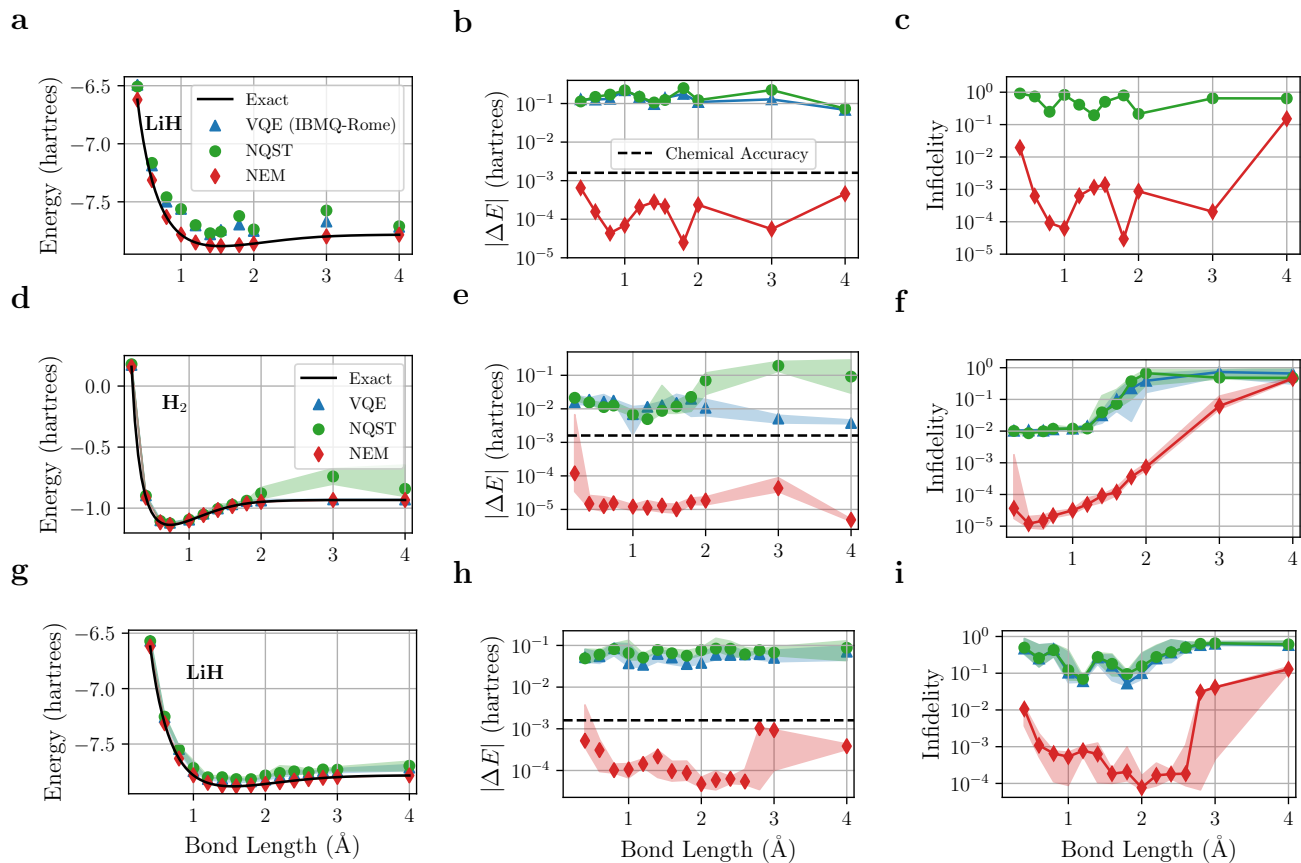 a
b
c
Energy (hartrees)
−6.5
−7.0
−7.5
LiH
Exact
VQE (IBMQ-Rome)
NQST
NEM
1
2
3
4
|ΔE| (hartrees)
10⁻¹
10⁻²
10⁻³
10⁻⁴
10⁻⁵
Chemical Accuracy
1
2
3
4
Infidelity
10⁰
10⁻¹
10⁻²
10⁻³
10⁻⁴
10⁻⁵
1
2
3
4
d
e
f
Energy (hartrees)
0.0
−0.5
−1.0
H₂
Exact
VQE
NQST
NEM
1
2
3
4
|ΔE| (hartrees)
10⁻¹
10⁻²
10⁻³
10⁻⁴
10⁻⁵
1
2
3
4
Infidelity
10⁰
10⁻¹
10⁻²
10⁻³
10⁻⁴
10⁻⁵
1
2
3
4
g
h
i
Energy (hartrees)
−6.5
−7.0
−7.5
LiH
1
2
3
4
Bond Length (Å)
|ΔE| (hartrees)
10⁻¹
10⁻²
10⁻³
10⁻⁴
1
2
3
4
Bond Length (Å)
Infidelity
10⁰
10⁻¹
10⁻²
10⁻³
10⁻⁴
1
2
3
4
Bond Length (Å)